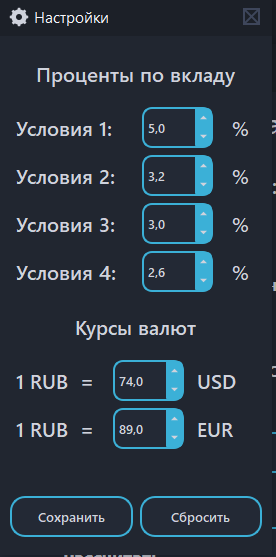 Настройки
Проценты по вкладу
Условия 1: 5,0 %
Условия 2: 3,2 %
Условия 3: 3,0 %
Условия 4: 2,6 %
Курсы валют
1 RUB = 74,0 USD
1 RUB = 89,0 EUR
Сохранить Сбросить